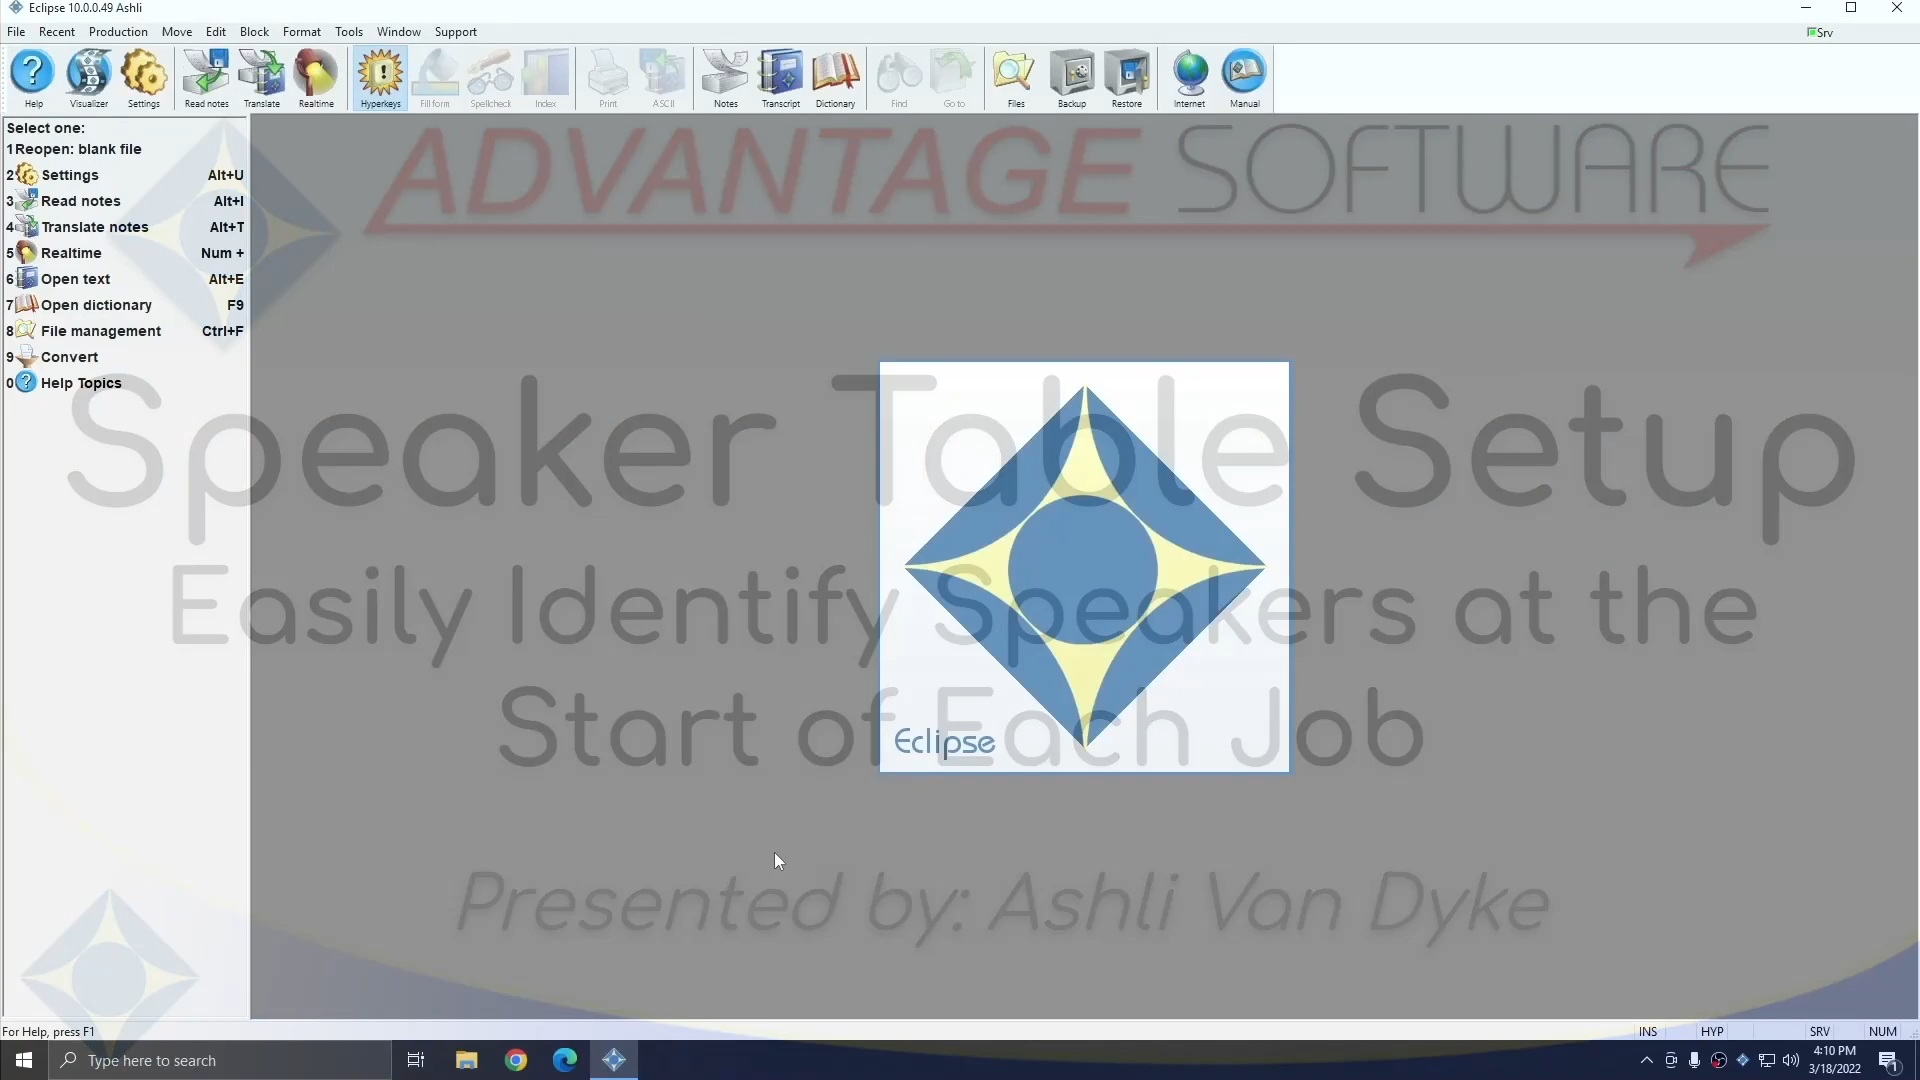 Eclipse 10.0.0.49 Ashli
File Recent Production Move Edit Block Format Tools Window Support
Srv
Help Visualizer Settings Read notes Translate Realtime Hyperkeys Fill form Spellcheck Index Print ASCII Notes Transcript Dictionary Find Go to Files Backup Restore Internet Manual
Select one:
1 Reopen: blank file
2 Settings Alt+U
3 Read notes Alt+I
4 Translate notes Alt+T
5 Realtime Num +
6 Open text Alt+E
7 Open dictionary F9
8 File management Ctrl+F
9 Convert
0 Help Topics
ADVANTAGE SOFTWARE
Speaker Table Setup
Easily Identify Speakers at the
Start of Each Job
Eclipse
Presented by: Ashli Van Dyke
For Help, press F1
INS HYP SRV NUM
Type here to search
4:10 PM
3/18/2022
1